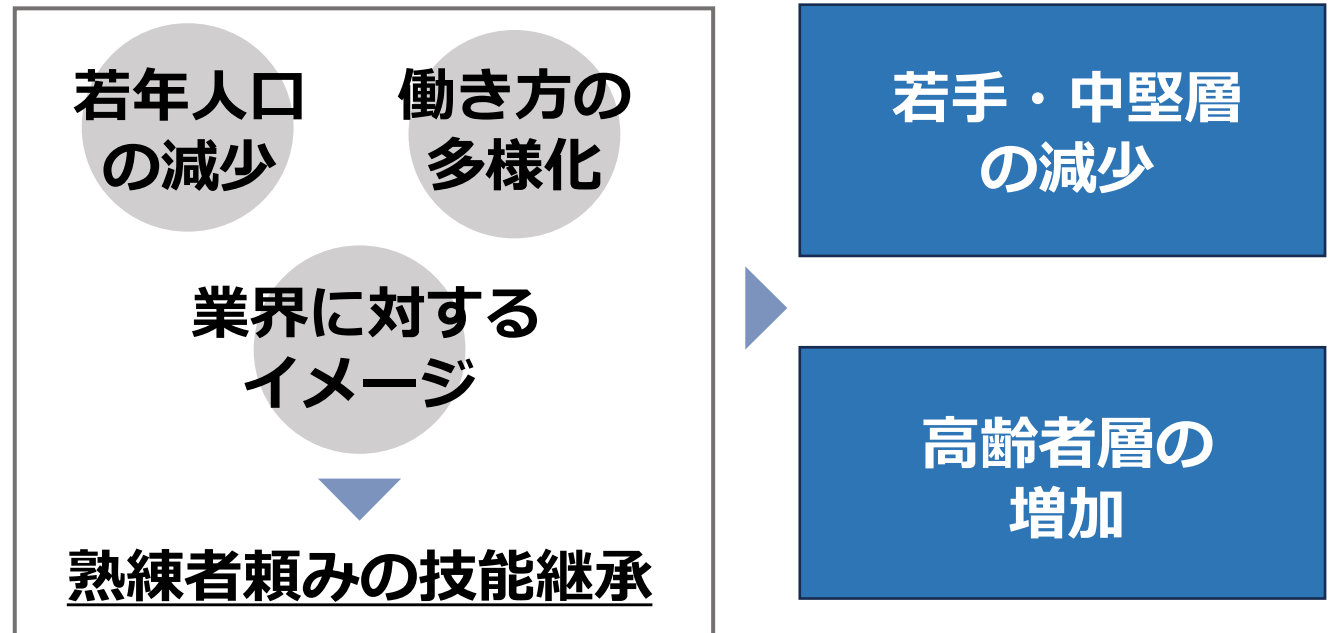 若年人口
の減少
働き方の
多様化
業界に対する
イメージ
熟練者頼みの技能継承
若手・中堅層
の減少
高齢者層の
増加